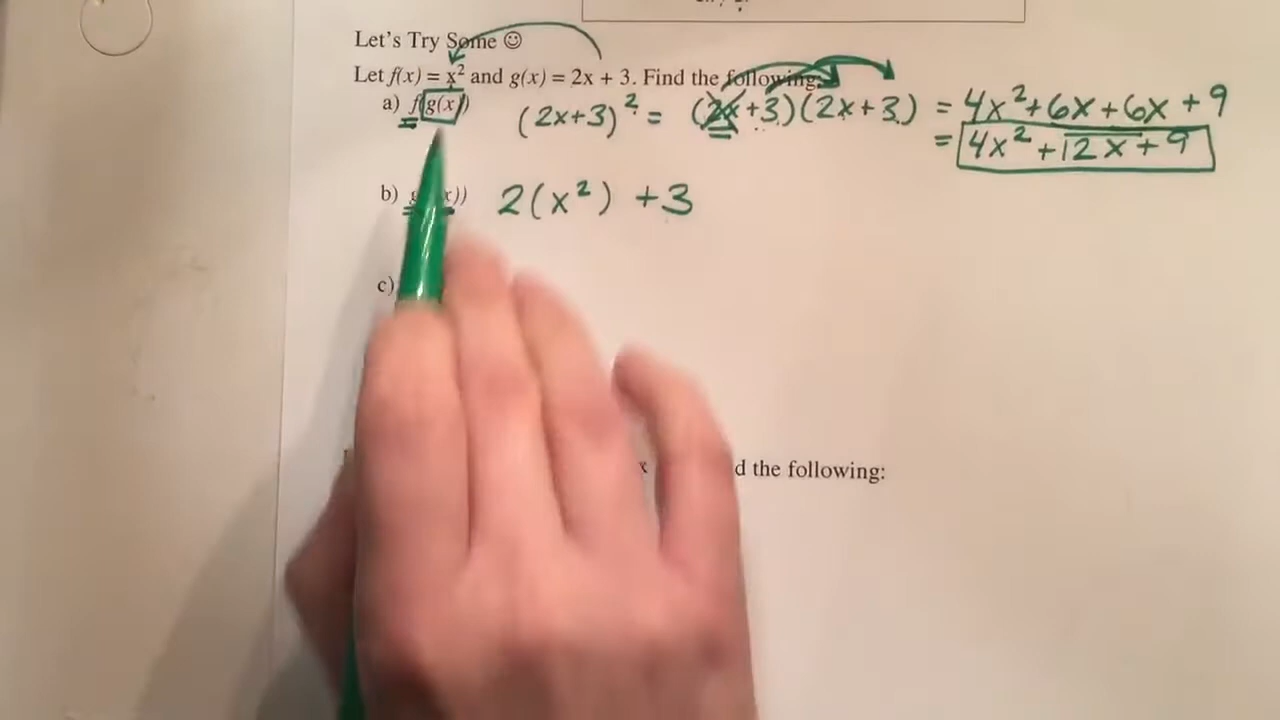 Let's Try Some ☺
Let f(x) = x² and g(x) = 2x + 3. Find the following:
a) f(g(x)) (2x+3)² = (2x+3)(2x+3) = 4x²+6x+6x+9
= 4x²+12x+9
b) x)) 2(x²) +3
c)
d the following: